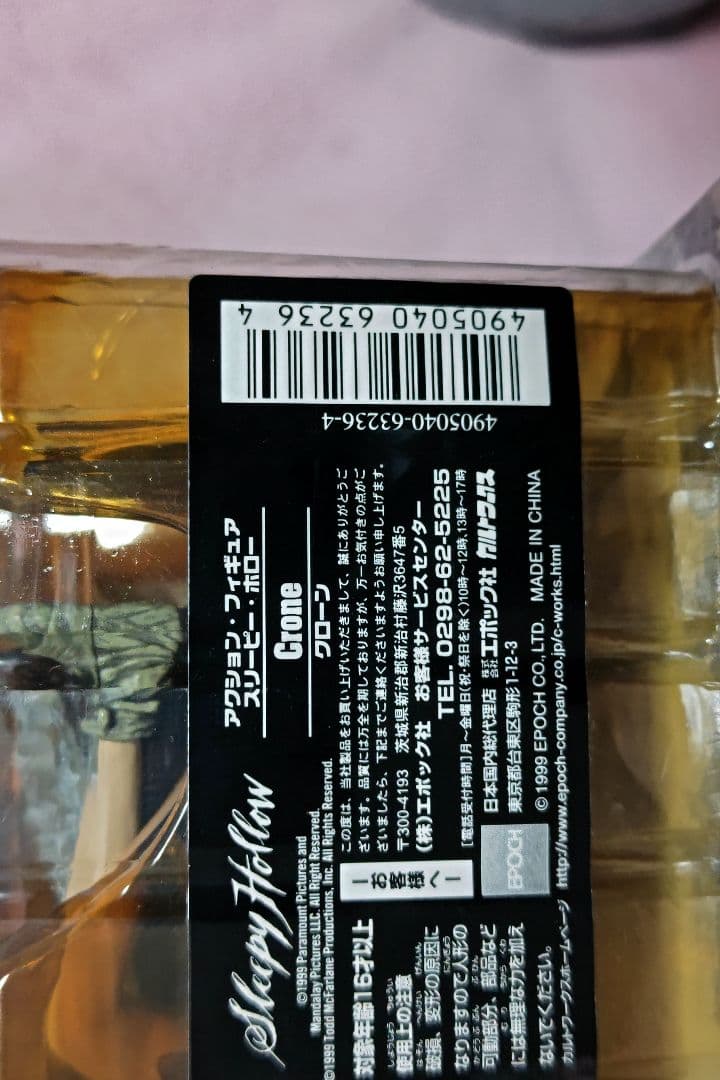 Sleepy Hollow
©1999 Paramount Pictures and
Mandalay Pictures LLC. All Right Reserved.
©1999 Todd McFarlane Productions, Inc. All Rights Reserved.
アクション・フィギュア
スリーピー・ホロー
Crone
クローン
4905040632364
4905040-63236-4
対象年齢16才以上
使用上の注意
破損、変形の原因に
なりますので人形の
可動部分、部品など
には無理な力を加え
ないでください。
お客様へ
この度は、当社製品をお買い上げいただきまして、誠にありがとうご
ざいます。品質には万全を期しておりますが、万一お気付きの点がご
ざいましたら、下記までご連絡くださいますようお願い申し上げます。
〒300-4193 茨城県新治郡新治村藤沢3647番5
(株)エポック社 お客様サービスセンター
TEL. 0298-62-5225
[電話受付時間]月〜金曜日(祝・祭日を除く)10時〜12時、13時〜17時
EPOCH
日本国内総代理店 株式会社エポック社 カルトワークス
東京都台東区駒形1-12-3
©1999 EPOCH CO., LTD. MADE IN CHINA
カルトワークスホームページ http://www.epoch-company.co.jp/c-works.html